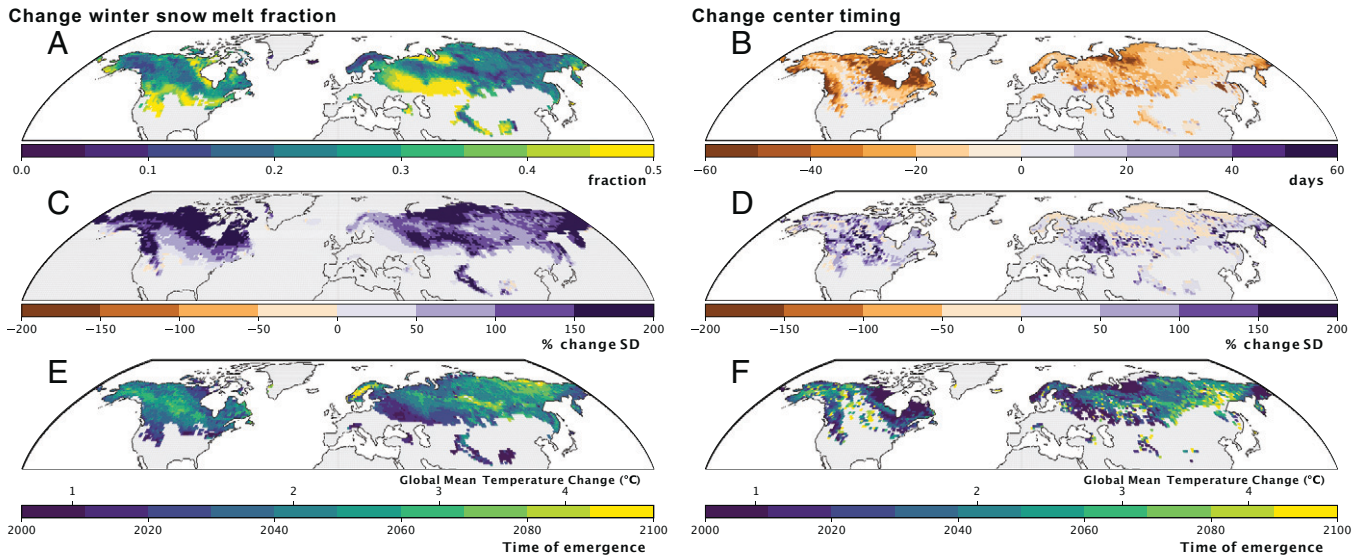 Change winter snow melt fraction
Change center timing
A
B
0.0 0.1 0.2 0.3 0.4 0.5
fraction
−60 −40 −20 0 20 40 60
days
C
D
−200 −150 −100 −50 0 50 100 150 200
% change SD
−200 −150 −100 −50 0 50 100 150 200
% change SD
E
F
Global Mean Temperature Change (°C)
1 2 3 4
2000 2020 2040 2060 2080 2100
Time of emergence
Global Mean Temperature Change (°C)
1 2 3 4
2000 2020 2040 2060 2080 2100
Time of emergence